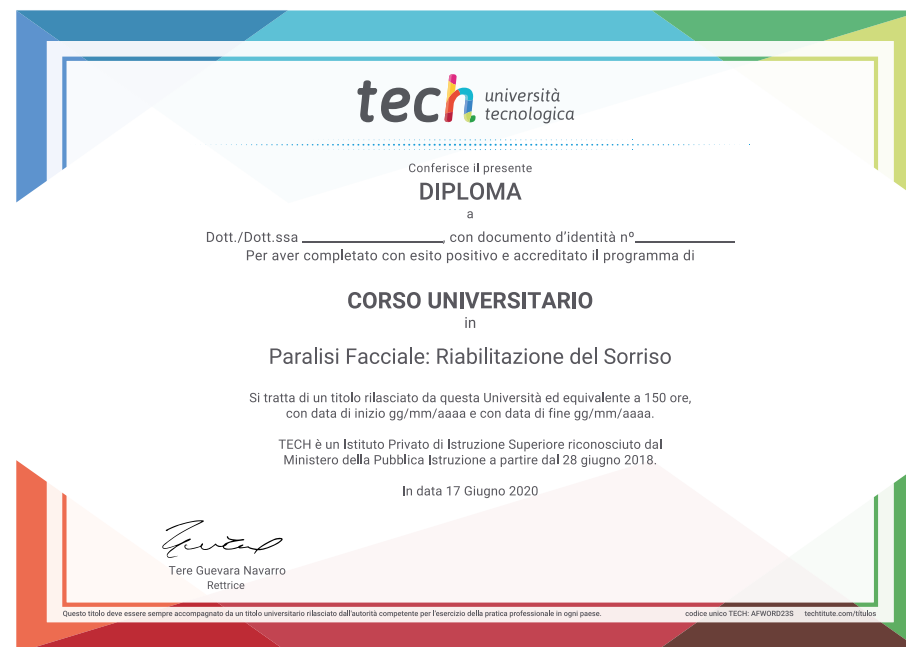 tech università
tecnologica
Conferisce il presente
DIPLOMA
a
Dott./Dott.ssa ____________________, con documento d'identità nº______________
Per aver completato con esito positivo e accreditato il programma di
CORSO UNIVERSITARIO
in
Paralisi Facciale: Riabilitazione del Sorriso
Si tratta di un titolo rilasciato da questa Università ed equivalente a 150 ore,
con data di inizio gg/mm/aaaa e con data di fine gg/mm/aaaa.
TECH è un Istituto Privato di Istruzione Superiore riconosciuto dal
Ministero della Pubblica Istruzione a partire dal 28 giugno 2018.
In data 17 Giugno 2020
Tere Guevara Navarro
Rettrice
Questo titolo deve essere sempre accompagnato da un titolo universitario rilasciato dall'autorità competente per l'esercizio della pratica professionale in ogni paese. codice unico TECH: AFWORD23S techtitute.com/títulos